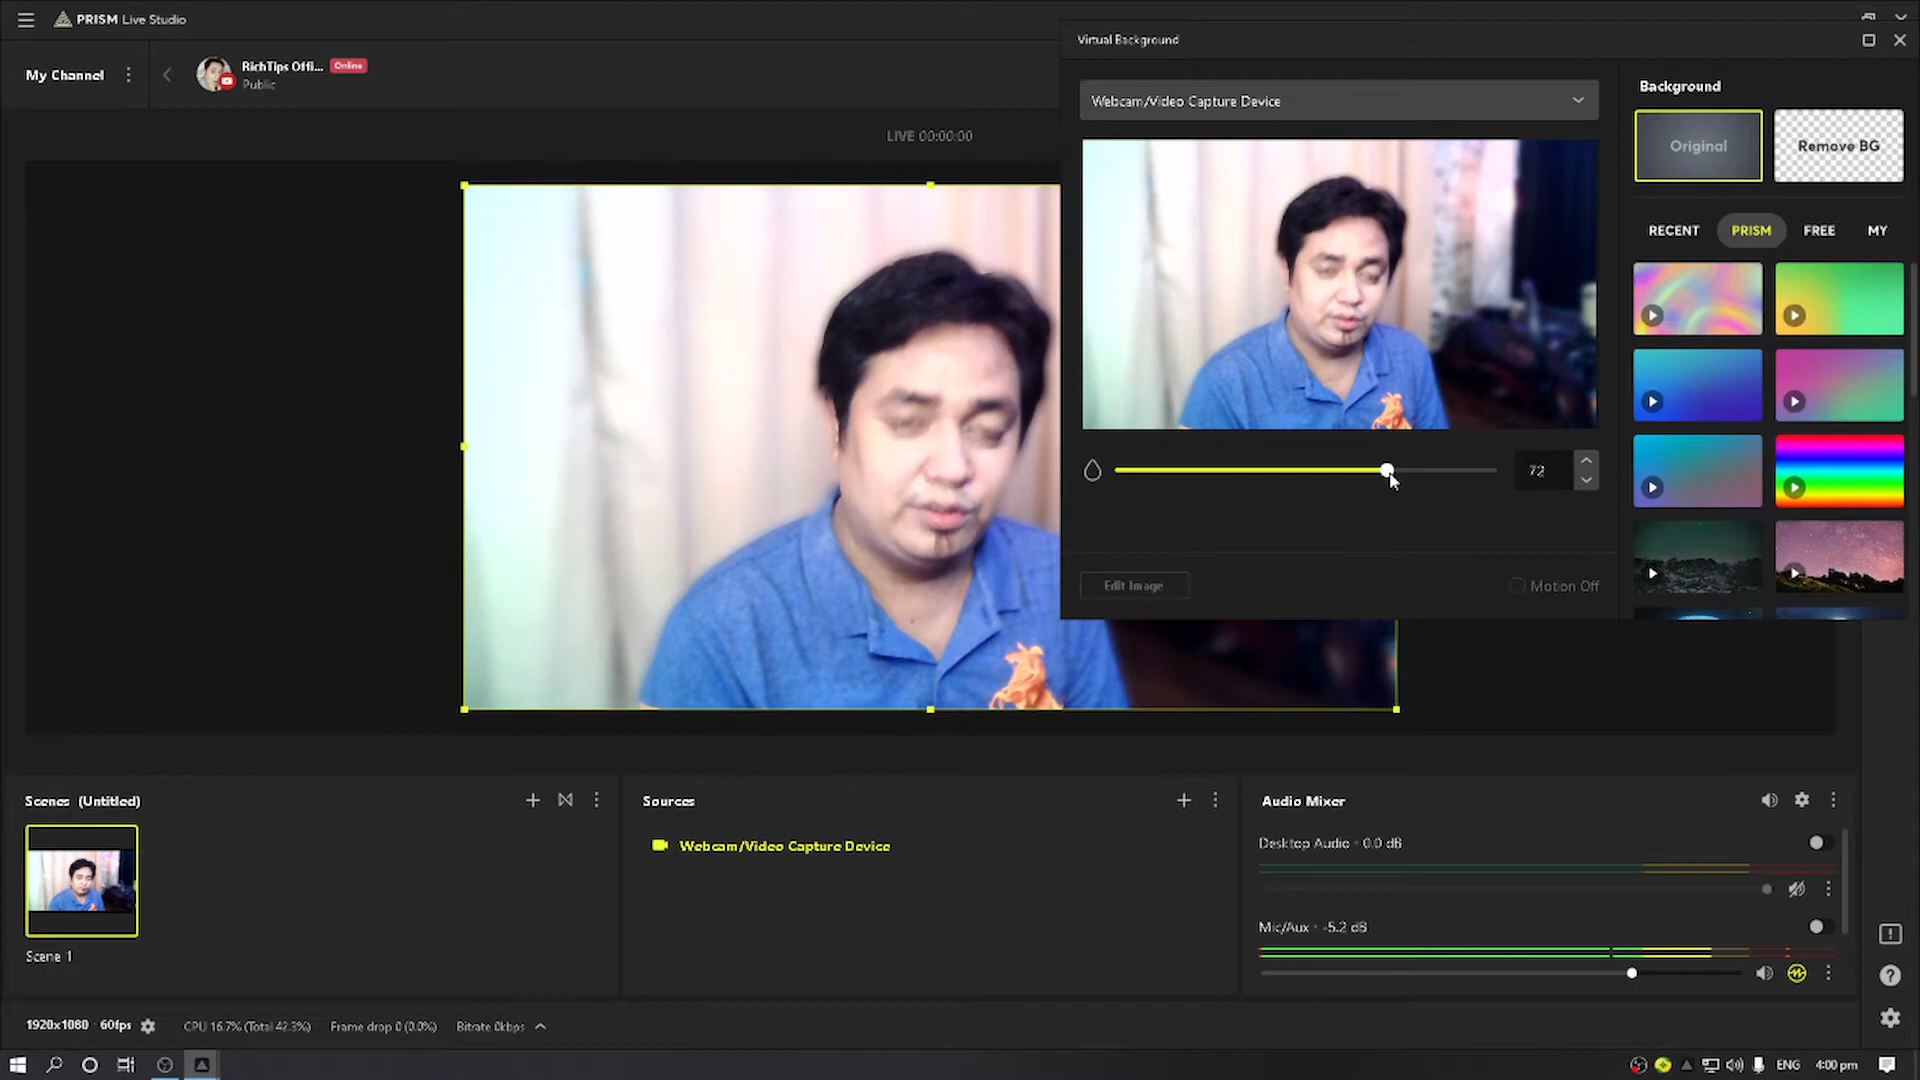 PRISM Live Studio
Virtual Background
My Channel
RichTips Offi...
Online
Public
Webcam/Video Capture Device
Background
Original
Remove BG
LIVE 00:00:00
RECENT
PRISM
FREE
MY
72
Edit Image
Motion Off
Scenes (Untitled)
Scene 1
Sources
Webcam/Video Capture Device
Audio Mixer
Desktop Audio • 0.0 dB
Mic/Aux • -5.2 dB
1920x1080 • 60fps
CPU 16.7% (Total 42.3%)
Frame drop 0 (0.0%)
Bitrate 0kbps
ENG
4:00 pm